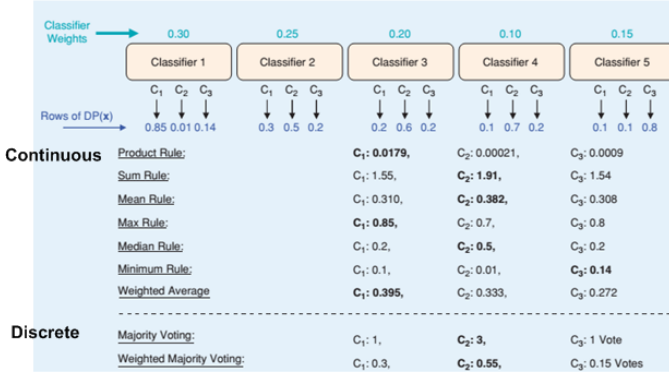 Classifier Weights 0.30 0.25 0.20 0.10 0.15
Classifier 1 Classifier 2 Classifier 3 Classifier 4 Classifier 5
C1 C2 C3 C1 C2 C3 C1 C2 C3 C1 C2 C3 C1 C2 C3
Rows of DP(x) 0.85 0.01 0.14 0.3 0.5 0.2 0.2 0.6 0.2 0.1 0.7 0.2 0.1 0.1 0.8
Continuous Product Rule: C1: 0.0179, C2: 0.00021, C3: 0.0009
Sum Rule: C1: 1.55, C2: 1.91, C3: 1.54
Mean Rule: C1: 0.310, C2: 0.382, C3: 0.308
Max Rule: C1: 0.85, C2: 0.7, C3: 0.8
Median Rule: C1: 0.2, C2: 0.5, C3: 0.2
Minimum Rule: C1: 0.1, C2: 0.01, C3: 0.14
Weighted Average C1: 0.395, C2: 0.333, C3: 0.272
Discrete
Majority Voting: C1: 1, C2: 3, C3: 1 Vote
Weighted Majority Voting: C1: 0.3, C2: 0.55, C3: 0.15 Votes